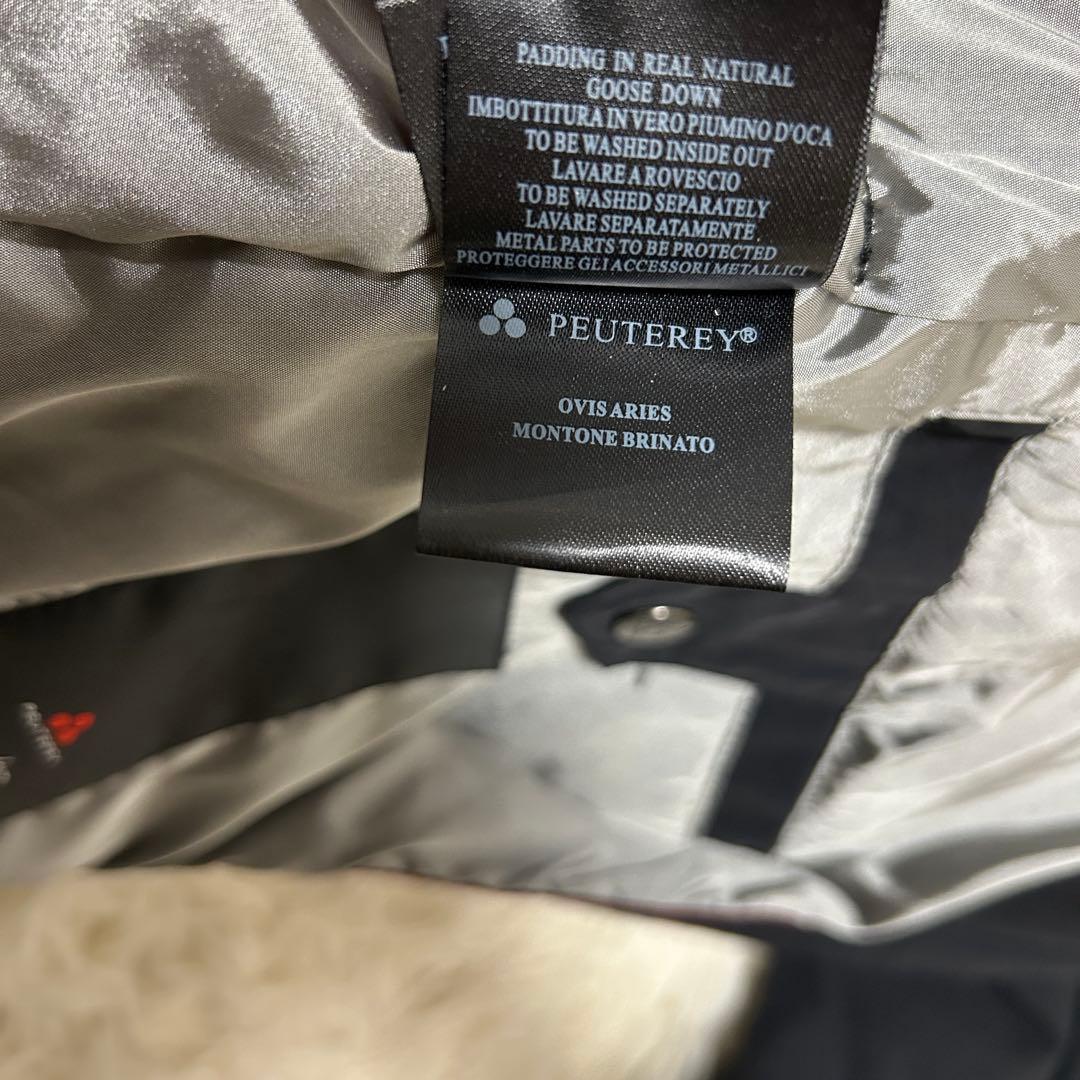 PADDING IN REAL NATURAL
GOOSE DOWN
IMBOTTITURA IN VERO PIUMINO D'OCA
TO BE WASHED INSIDE OUT
LAVARE A ROVESCIO
TO BE WASHED SEPARATELY
LAVARE SEPARATAMENTE
METAL PARTS TO BE PROTECTED
PROTEGGERE GLI ACCESSORI METALLICI
PEUTEREY®
OVIS ARIES
MONTONE BRINATO